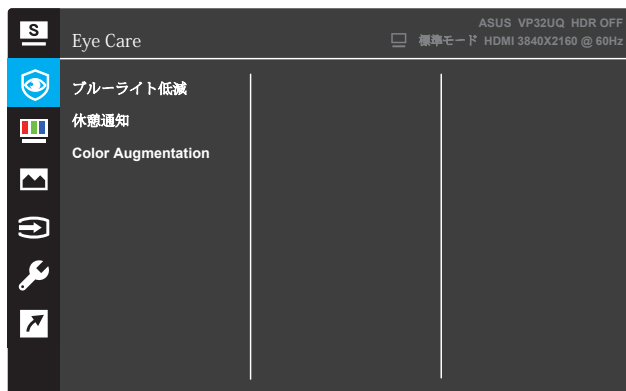 S
Eye Care
ASUS VP32UQ HDR OFF
標準モード HDMI 3840X2160 @ 60Hz
ブルーライト低減
休憩通知
Color Augmentation